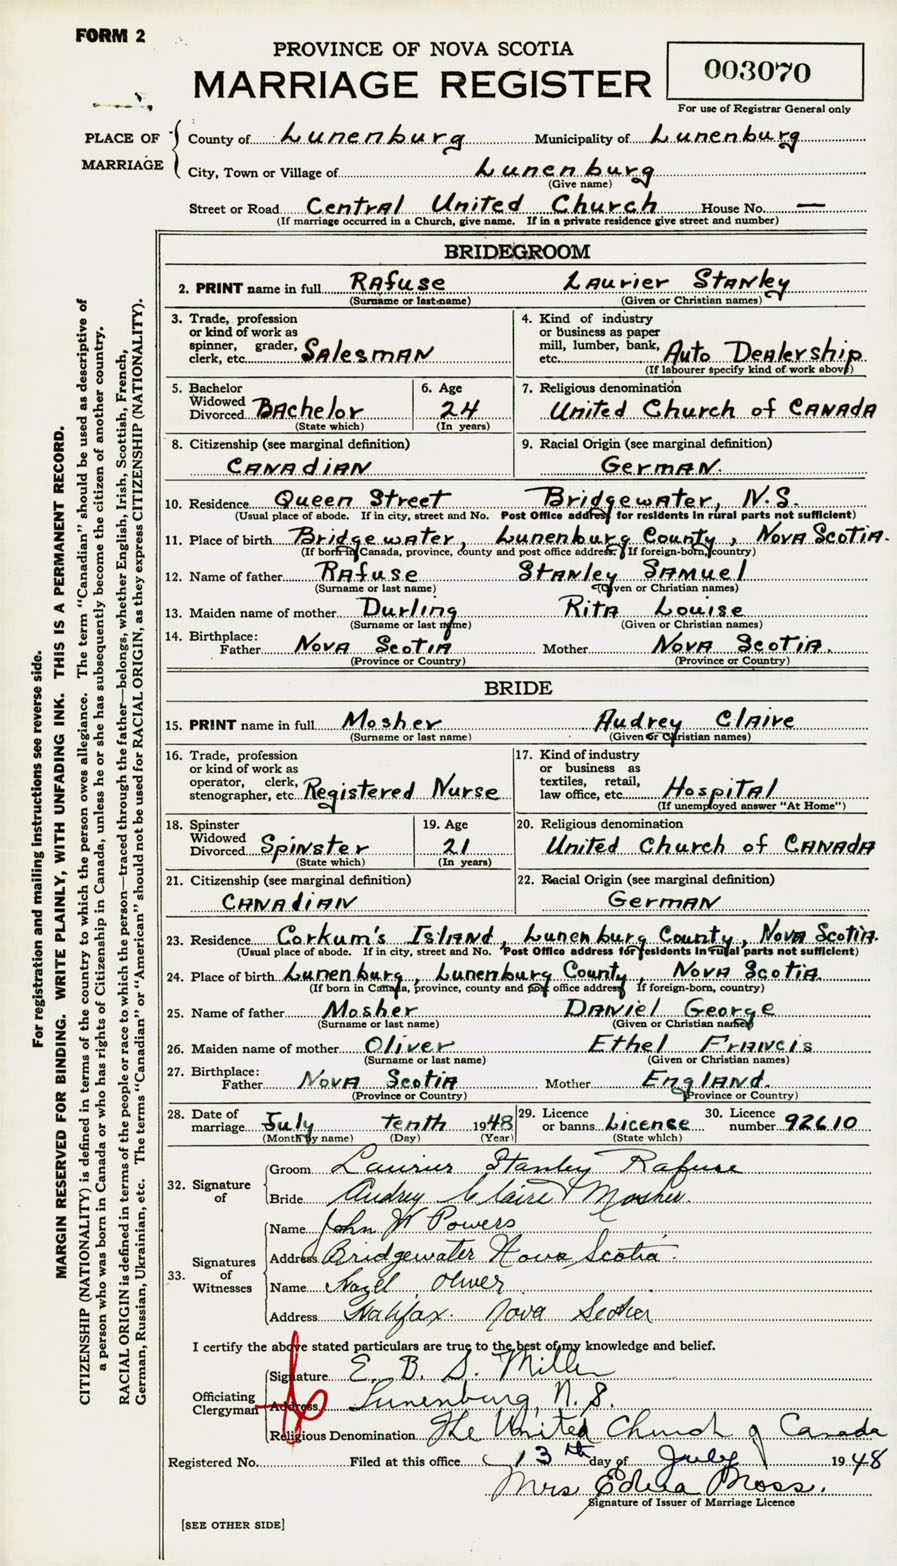 FORM 2
PROVINCE OF NOVA SCOTIA
MARRIAGE REGISTER
003070
For use of Registrar General only
PLACE OF MARRIAGE
County of Lunenburg Municipality of Lunenburg
City, Town or Village of Lunenburg
(Give name)
Street or Road Central United Church House No. —
(If marriage occurred in a Church, give name. If in a private residence give street and number)
BRIDEGROOM
2. PRINT name in full Rafuse Laurier Stanley
(Surname or last name) (Given or Christian names)
3. Trade, profession
or kind of work as
spinner, grader,
clerk, etc. Salesman
4. Kind of industry
or business as paper
mill, lumber, bank,
etc. Auto Dealership
(If labourer specify kind of work above)
5. Bachelor
Widowed
Divorced Bachelor
(State which)
6. Age
24
(In years)
7. Religious denomination
United Church of Canada
8. Citizenship (see marginal definition)
Canadian
9. Racial Origin (see marginal definition)
German.
10. Residence Queen Street Bridgewater, N.S.
(Usual place of abode. If in city, street and No. Post Office address for residents in rural parts not sufficient)
11. Place of birth Bridgewater, Lunenburg County, Nova Scotia.
(If born in Canada, province, county and post office address. If foreign-born, country)
12. Name of father Rafuse Stanley Samuel
(Surname or last name) (Given or Christian names)
13. Maiden name of mother Durling Rita Louise
(Surname or last name) (Given or Christian names)
14. Birthplace:
Father Nova Scotia Mother Nova Scotia.
(Province or Country) (Province or Country)
BRIDE
15. PRINT name in full Mosher Audrey Claire
(Surname or last name) (Given or Christian names)
16. Trade, profession
or kind of work as
operator, clerk,
stenographer, etc. Registered Nurse
17. Kind of industry
or business as
textiles, retail,
law office, etc. Hospital
(If unemployed answer "At Home")
18. Spinster
Widowed
Divorced Spinster
(State which)
19. Age
21
(In years)
20. Religious denomination
United Church of Canada
21. Citizenship (see marginal definition)
Canadian
22. Racial Origin (see marginal definition)
German
23. Residence Corkum's Island, Lunenburg County, Nova Scotia.
(Usual place of abode. If in city, street and No. Post Office address for residents in rural parts not sufficient)
24. Place of birth Lunenburg, Lunenburg County, Nova Scotia.
(If born in Canada, province, county and post office address. If foreign-born, country)
25. Name of father Mosher Daniel George
(Surname or last name) (Given or Christian names)
26. Maiden name of mother Oliver Ethel Francis
(Surname or last name) (Given or Christian names)
27. Birthplace:
Father Nova Scotia Mother England.
(Province or Country) (Province or Country)
28. Date of
marriage July tenth 1948
(Month by name) (Day) (Year)
29. Licence
or banns Licence
(State which)
30. Licence
number 92610
32. Signature of
Groom Laurier Stanley Rafuse
Bride Audrey Claire Mosher.
33. Signatures of Witnesses
Name John W Powers
Address Bridgewater Nova Scotia.
Name Hazel Oliver
Address Halifax. Nova Scotia
I certify the above stated particulars are true to the best of my knowledge and belief.
Officiating Clergyman
Signature E. B. S. Miller
Address Lunenburg, N.S.
Religious Denomination The United Church of Canada
Registered No. Filed at this office 13th day of July 1948
Mrs Edna Moss.
Signature of Issuer of Marriage Licence
[SEE OTHER SIDE]
For registration and mailing instructions see reverse side.
MARGIN RESERVED FOR BINDING. WRITE PLAINLY, WITH UNFADING INK. THIS IS A PERMANENT RECORD.
CITIZENSHIP (NATIONALITY) is defined in terms of the country to which the person owes allegiance. The term "Canadian" should be used as descriptive of
a person who was born in Canada or who has rights of Citizenship in Canada, unless he or she has subsequently become the citizen of another country.
RACIAL ORIGIN is defined in terms of the people or race to which the person—traced through the father—belongs, whether English, Irish, Scottish, French,
German, Russian, Ukrainian, etc. The terms "Canadian" or "American" should not be used for RACIAL ORIGIN, as they express CITIZENSHIP (NATIONALITY).